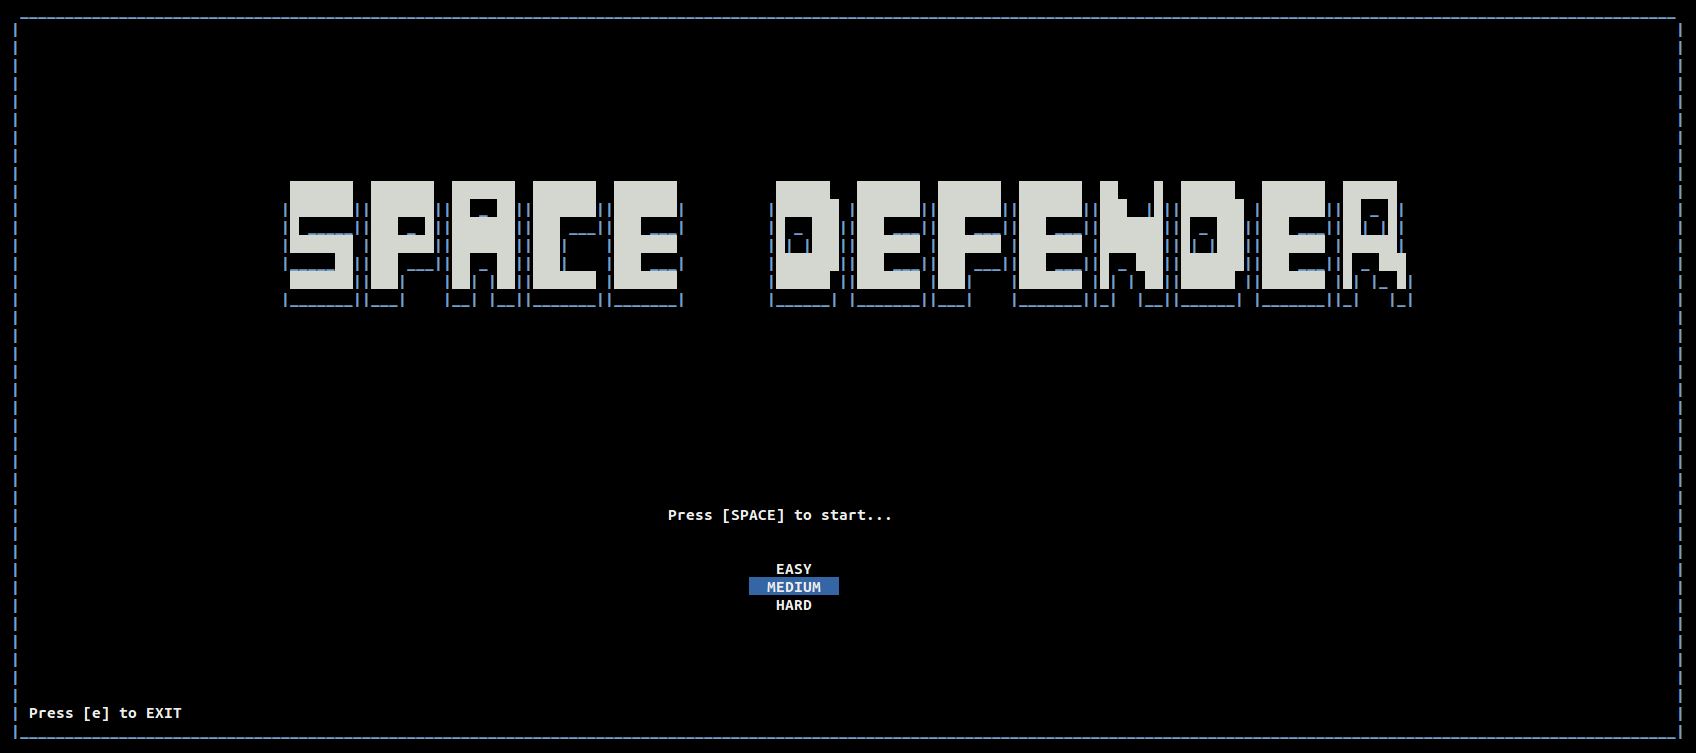 SPACE DEFENDER
Press [SPACE] to start...
EASY
MEDIUM
HARD
Press [e] to EXIT